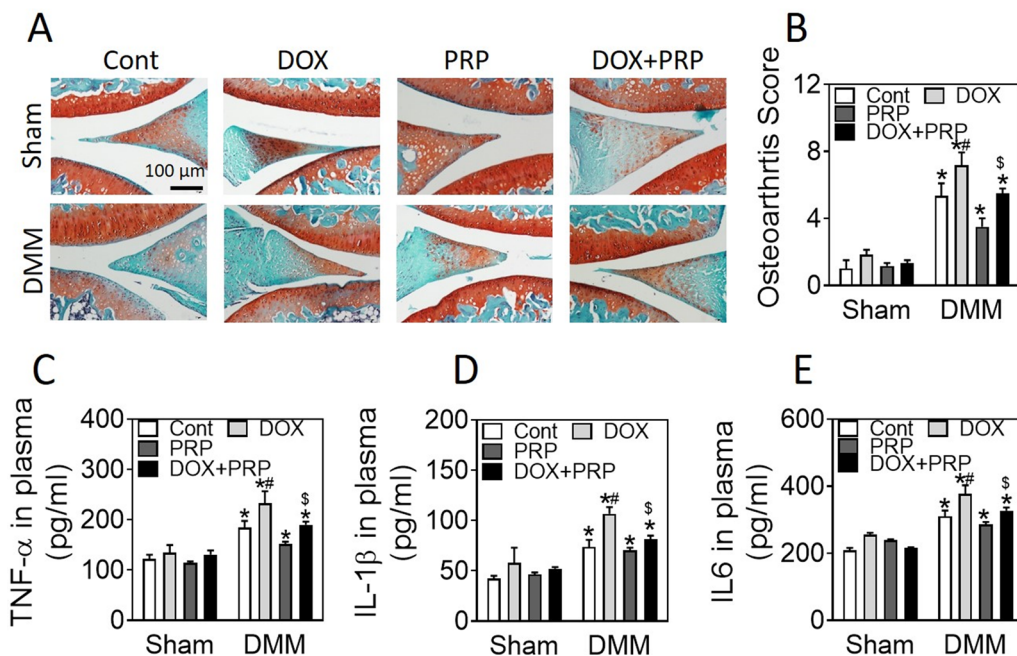 A
Cont DOX PRP DOX+PRP
Sham
100 μm
DMM
B
Osteoarthrtis Score
12
8
4
0
Cont DOX
PRP
DOX+PRP
*
*#
*
$
*
Sham DMM
C
TNF-α in plasma
(pg/ml)
400
300
200
100
0
Cont DOX
PRP
DOX+PRP
*
*#
*
$
*
Sham DMM
D
IL-1β in plasma
(pg/ml)
200
150
100
50
0
Cont DOX
PRP
DOX+PRP
*
*#
*
$
*
Sham DMM
E
IL6 in plasma
(pg/ml)
600
400
200
0
Cont DOX
PRP
DOX+PRP
*
*#
*
$
*
Sham DMM